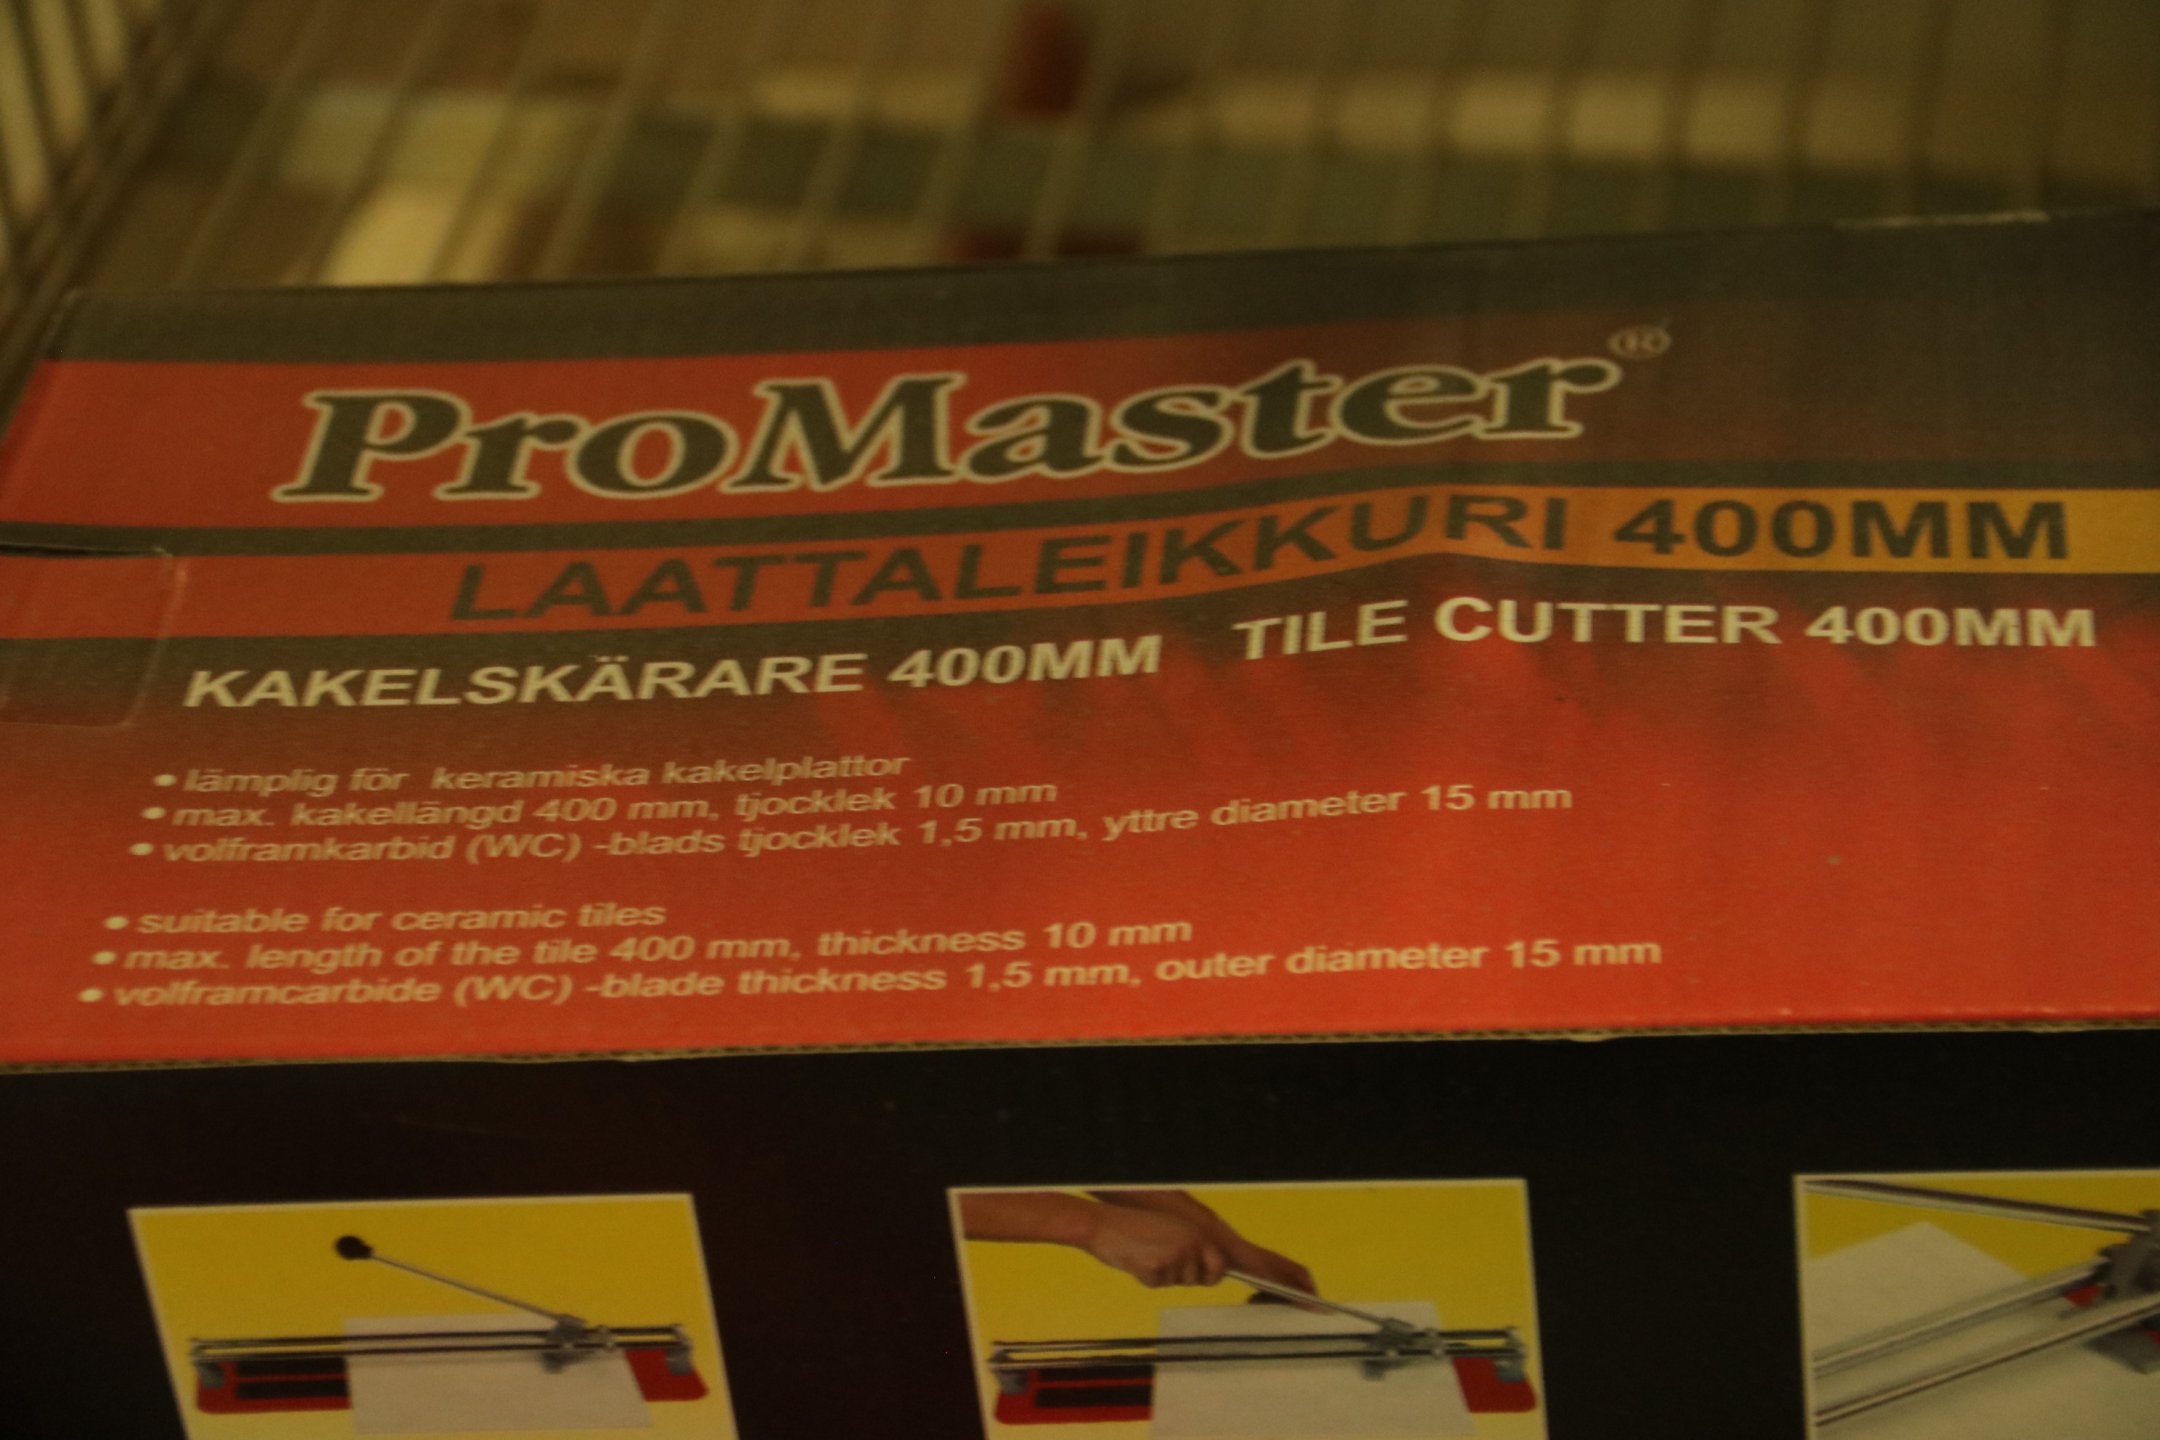 ProMaster®
LAATTALEIKKURI 400MM
KAKELSKÄRARE 400MM TILE CUTTER 400MM
• lämplig för keramiska kakelplattor
• max. kakellängd 400 mm, tjocklek 10 mm
• volframkarbid (WC) -blads tjocklek 1,5 mm, yttre diameter 15 mm
• suitable for ceramic tiles
• max. length of the tile 400 mm, thickness 10 mm
• volframcarbide (WC) -blade thickness 1,5 mm, outer diameter 15 mm